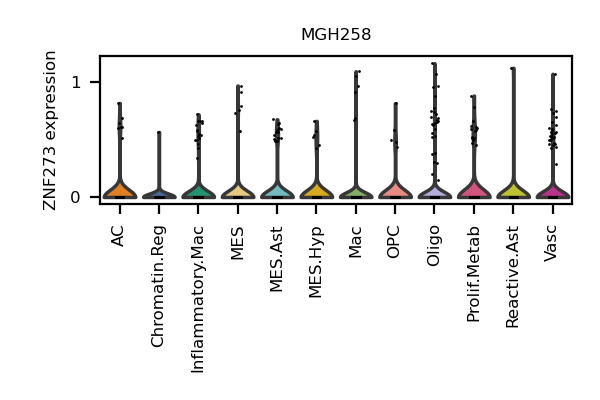 MGH258
ZNF273 expression
1
0
AC
Chromatin.Reg
Inflammatory.Mac
MES
MES.Ast
MES.Hyp
Mac
OPC
Oligo
Prolif.Metab
Reactive.Ast
Vasc